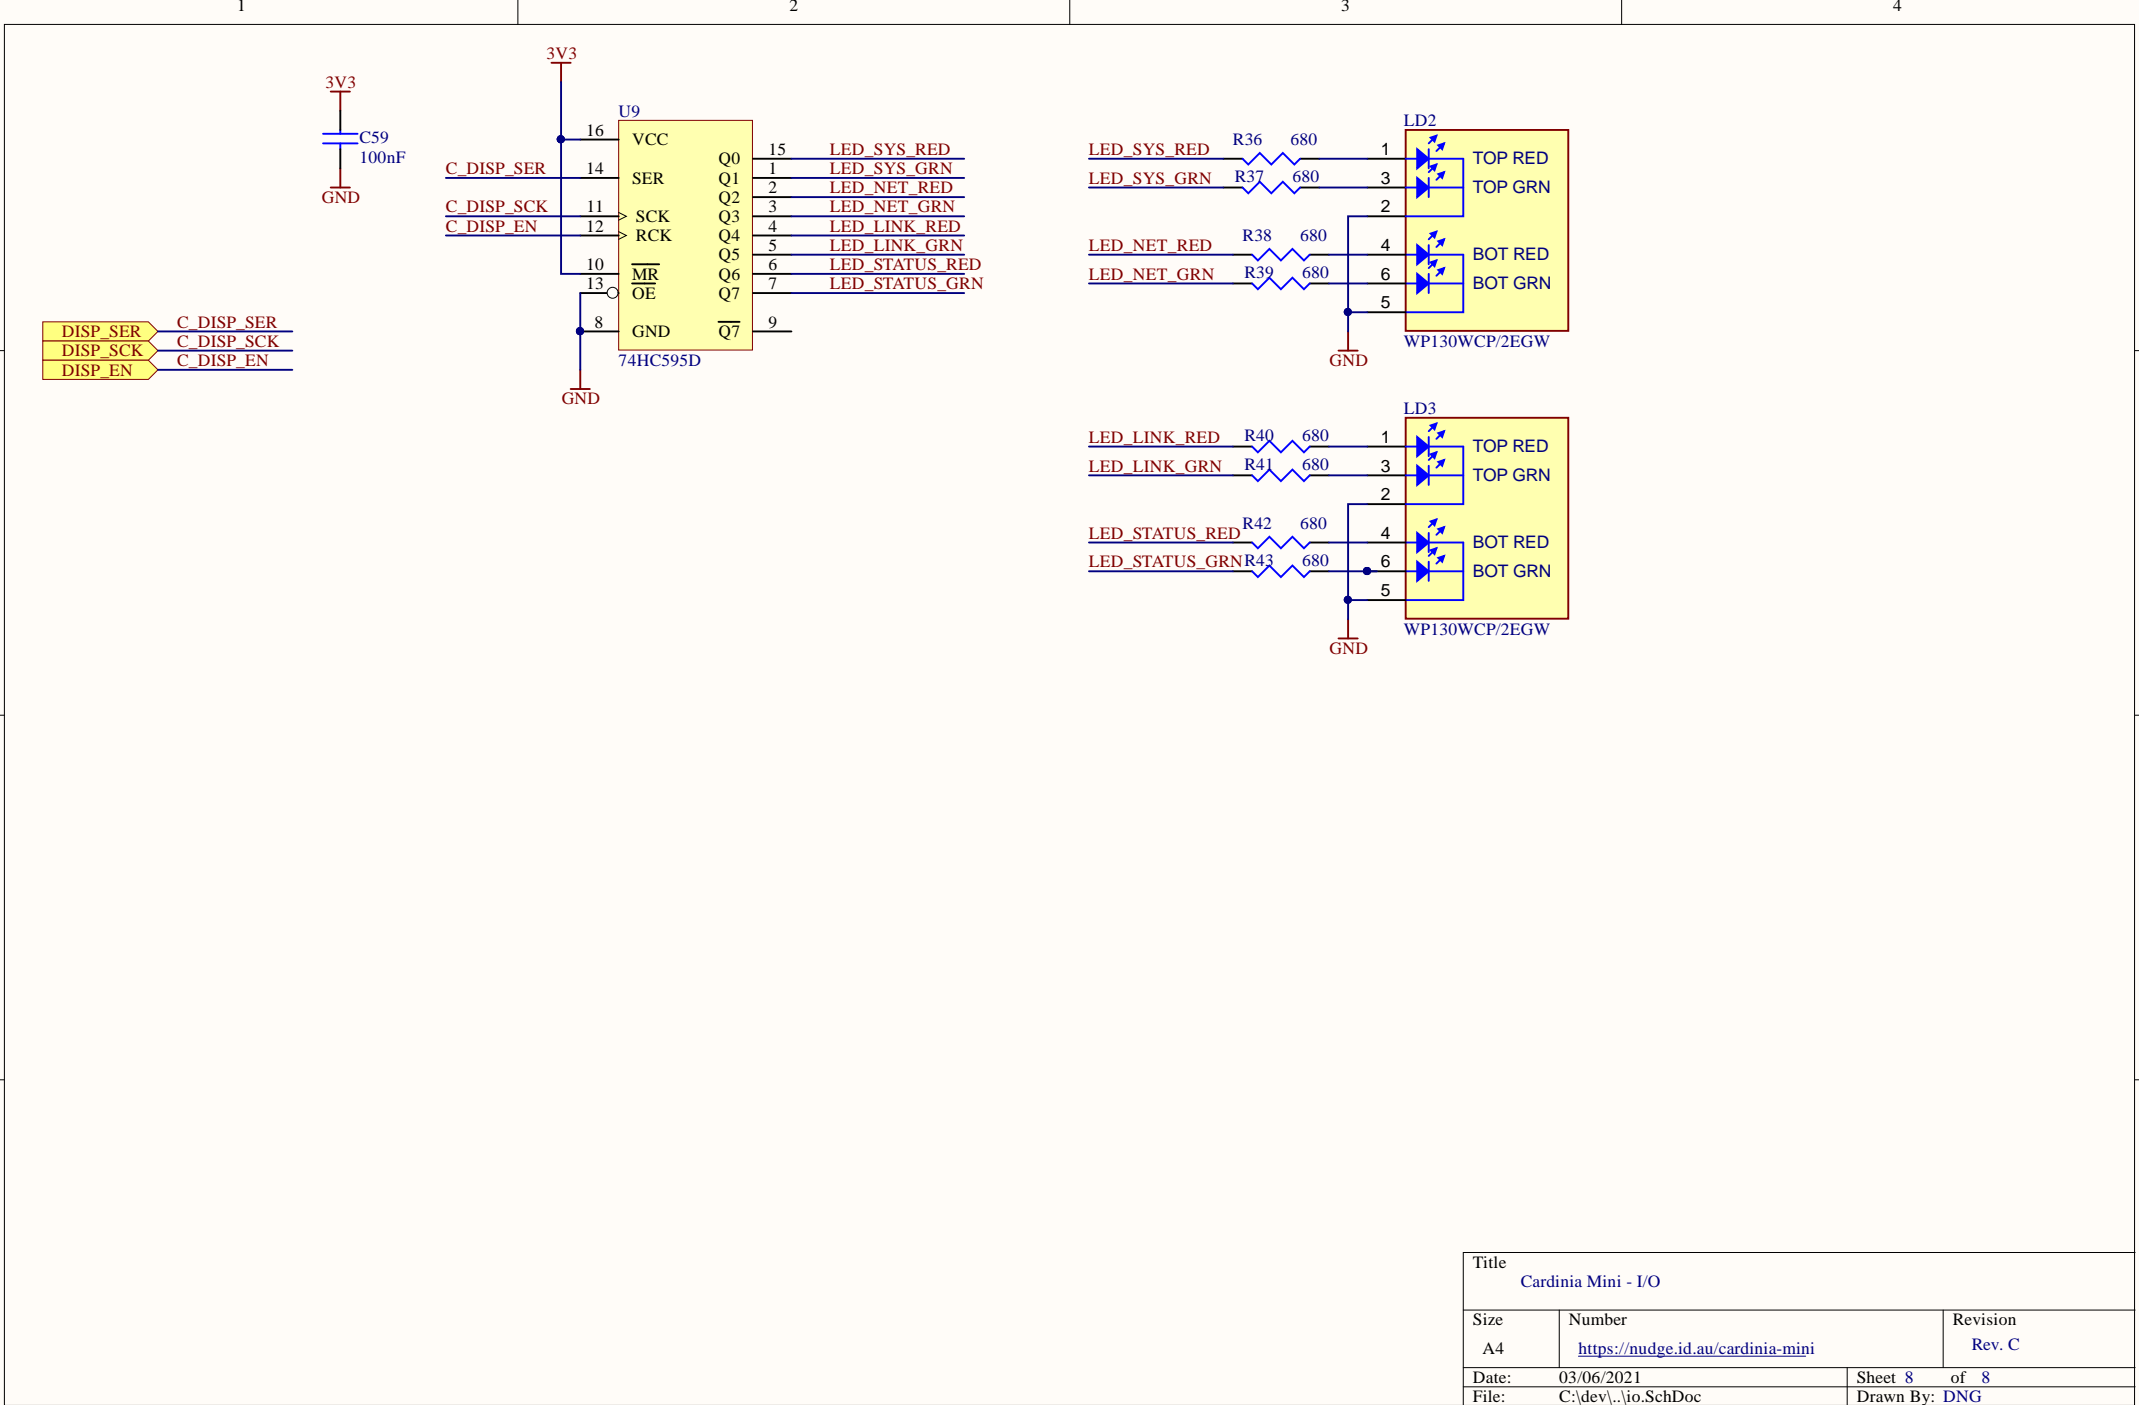 1 2 3 4
3V3
C59
100nF
GND
3V3
U9
16 VCC
C_DISP_SER 14 SER
C_DISP_SCK 11 SCK
C_DISP_EN 12 RCK
10 MR
13 OE
8 GND
Q0 15 LED_SYS_RED
Q1 1 LED_SYS_GRN
Q2 2 LED_NET_RED
Q3 3 LED_NET_GRN
Q4 4 LED_LINK_RED
Q5 5 LED_LINK_GRN
Q6 6 LED_STATUS_RED
Q7 7 LED_STATUS_GRN
Q7 9
74HC595D
GND
DISP_SER C_DISP_SER
DISP_SCK C_DISP_SCK
DISP_EN C_DISP_EN
LD2
LED_SYS_RED R36 680 1 TOP RED
LED_SYS_GRN R37 680 3 TOP GRN
2
LED_NET_RED R38 680 4 BOT RED
LED_NET_GRN R39 680 6 BOT GRN
5
WP130WCP/2EGW
GND
LD3
LED_LINK_RED R40 680 1 TOP RED
LED_LINK_GRN R41 680 3 TOP GRN
2
LED_STATUS_RED R42 680 4 BOT RED
LED_STATUS_GRN R43 680 6 BOT GRN
5
WP130WCP/2EGW
GND
Title
Cardinia Mini - I/O
Size Number Revision
A4 https://nudge.id.au/cardinia-mini Rev. C
Date: 03/06/2021 Sheet 8 of 8
File: C:\dev\..\io.SchDoc Drawn By: DNG